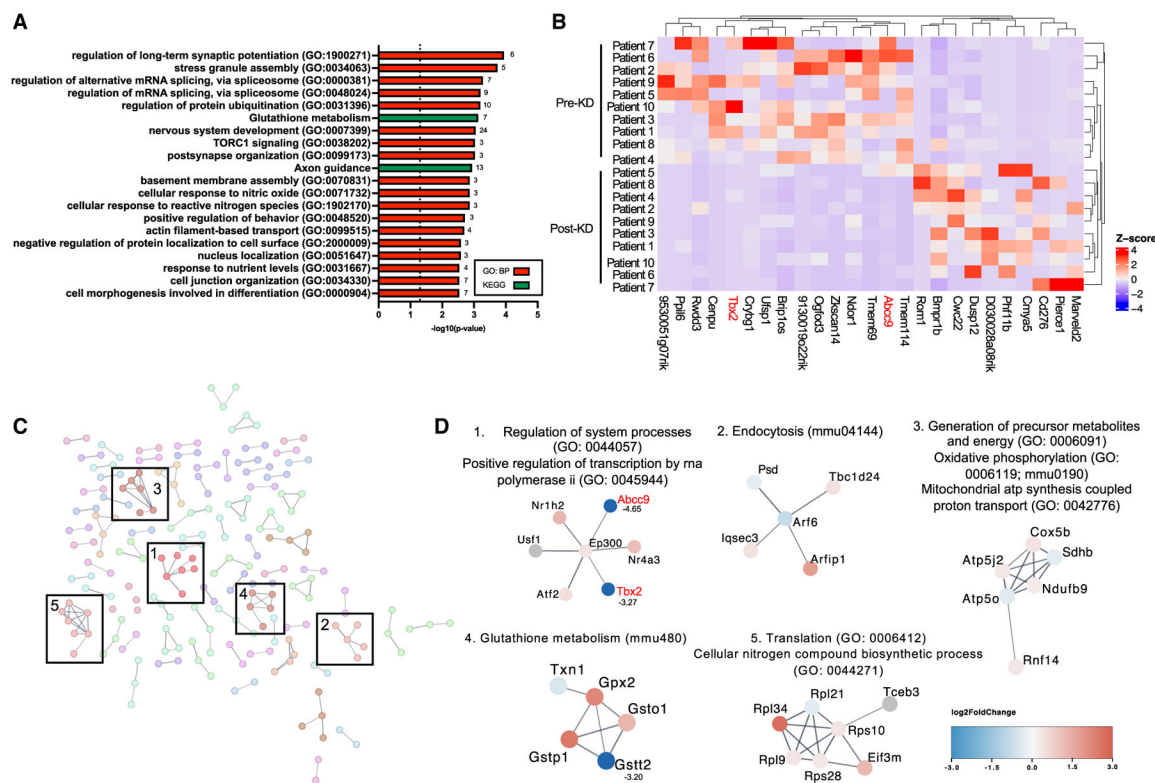 A
regulation of long-term synaptic potentiation (GO:1900271)
6
stress granule assembly (GO:0034063)
5
regulation of alternative mRNA splicing, via spliceosome (GO:0000381)
7
regulation of mRNA splicing, via spliceosome (GO:0048024)
9
regulation of protein ubiquitination (GO:0031396)
10
Glutathione metabolism
7
nervous system development (GO:0007399)
24
TORC1 signaling (GO:0038202)
3
postsynapse organization (GO:0099173)
3
Axon guidance
13
basement membrane assembly (GO:0070831)
3
cellular response to nitric oxide (GO:0071732)
3
cellular response to reactive nitrogen species (GO:1902170)
3
positive regulation of behavior (GO:0048520)
3
actin filament-based transport (GO:0099515)
4
negative regulation of protein localization to cell surface (GO:2000009)
3
nucleus localization (GO:0051647)
3
response to nutrient levels (GO:0031667)
4
cell junction organization (GO:0034330)
7
cell morphogenesis involved in differentiation (GO:0000904)
7
GO: BP
KEGG
0 1 2 3 4 5
-log10(p-value)
B
Pre-KD
Patient 7
Patient 6
Patient 2
Patient 9
Patient 5
Patient 10
Patient 3
Patient 1
Patient 8
Patient 4
Post-KD
Patient 5
Patient 8
Patient 4
Patient 2
Patient 9
Patient 3
Patient 1
Patient 10
Patient 6
Patient 7
9530051g07rik
Ppil6
Rwdd3
Cenpu
Tbx2
Crybg1
Ufsp1
Brip1os
9130019o22rik
Ogfod3
Zkscan14
Ndor1
Tmem69
Abcc9
Tmem114
Rom1
Bmpr1b
Cwc22
Dusp12
D030028a08rik
Phf11b
Cmya5
Cd276
Pierce1
Marveld2
Z-score
4
2
0
−2
−4
C
3
1
5
4
2
D
1. Regulation of system processes
(GO: 0044057)
Positive regulation of transcription by rna
polymerase ii (GO: 0045944)
Abcc9
-4.65
Nr1h2
Usf1
Ep300
Nr4a3
Atf2
Tbx2
-3.27
2. Endocytosis (mmu04144)
Psd
Tbc1d24
Arf6
Iqsec3
Arfip1
3. Generation of precursor metabolites
and energy (GO: 0006091)
Oxidative phosphorylation (GO:
0006119; mmu0190)
Mitochondrial atp synthesis coupled
proton transport (GO: 0042776)
Cox5b
Atp5j2
Sdhb
Atp5o
Ndufb9
Rnf14
4. Glutathione metabolism (mmu480)
Txn1
Gpx2
Gsto1
Gstp1
Gstt2
-3.20
5. Translation (GO: 0006412)
Cellular nitrogen compound biosynthetic process
(GO: 0044271)
Rpl21
Tceb3
Rpl34
Rps10
Rpl9
Rps28
Eif3m
log2FoldChange
-3.0 -1.5 0.0 1.5 3.0